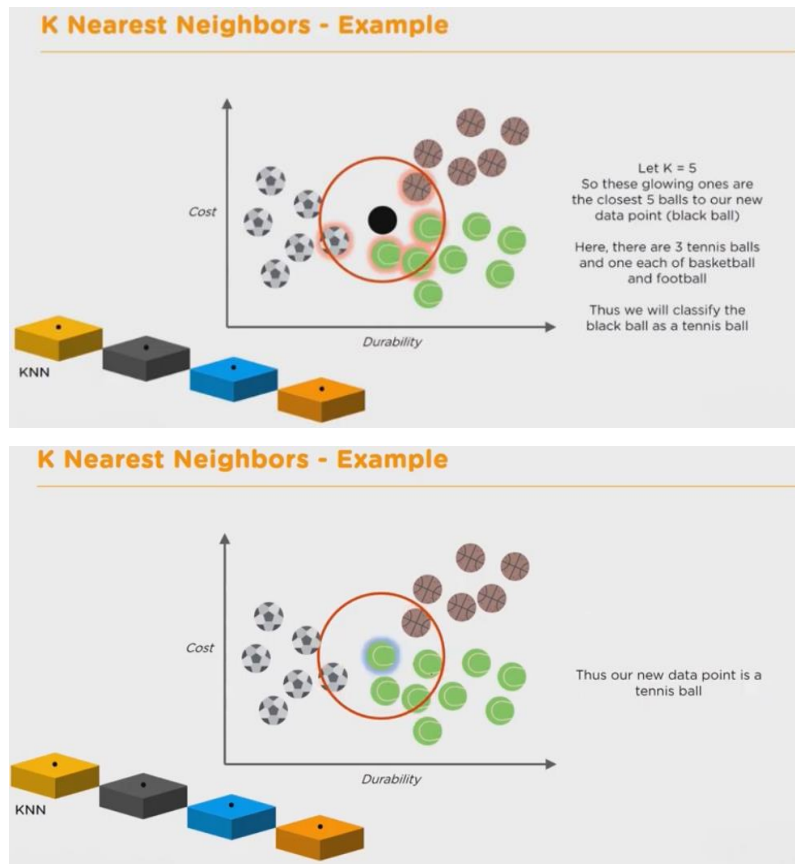 K Nearest Neighbors - Example
Cost
Durability
Let K = 5
So these glowing ones are
the closest 5 balls to our new
data point (black ball)
Here, there are 3 tennis balls
and one each of basketball
and football
Thus we will classify the
black ball as a tennis ball
KNN
K Nearest Neighbors - Example
Cost
Durability
Thus our new data point is a
tennis ball
KNN